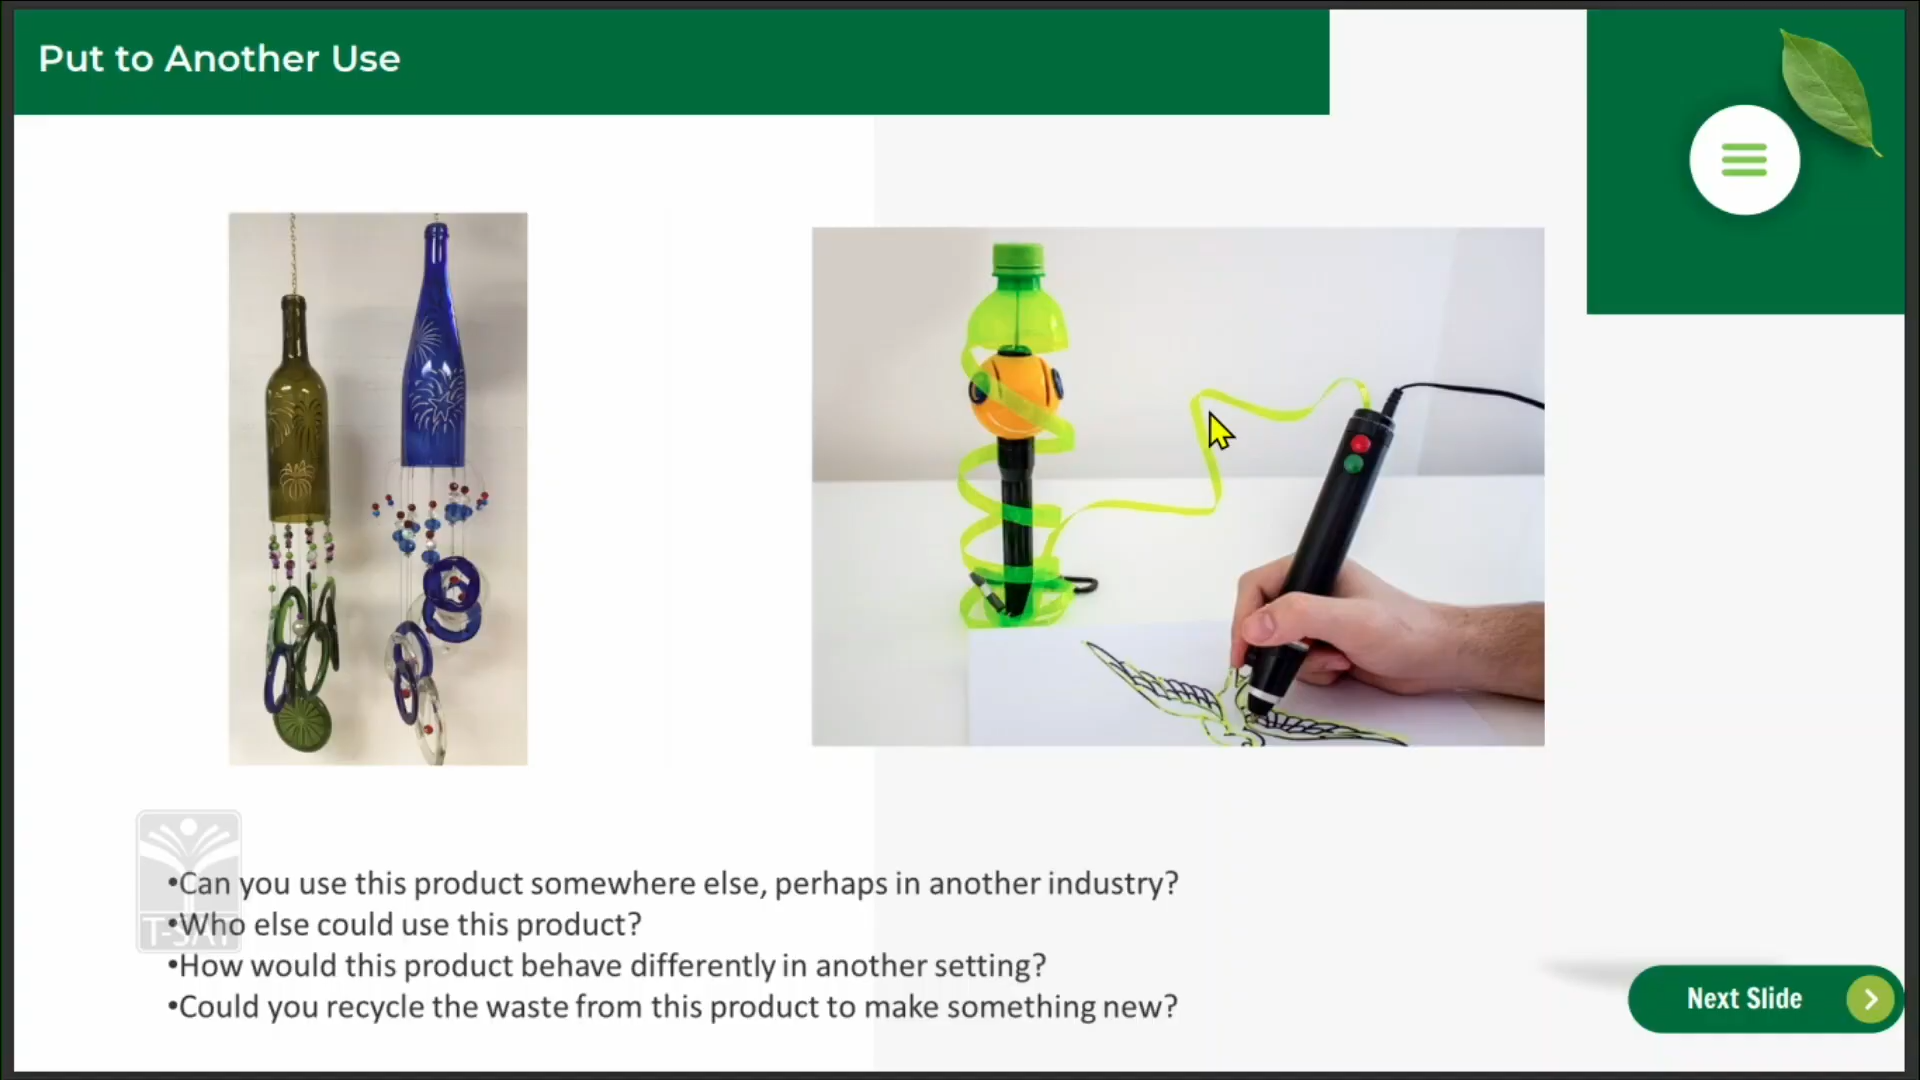 Put to Another Use
•Can you use this product somewhere else, perhaps in another industry?
•Who else could use this product?
•How would this product behave differently in another setting?
•Could you recycle the waste from this product to make something new?
T-SAT
Next Slide